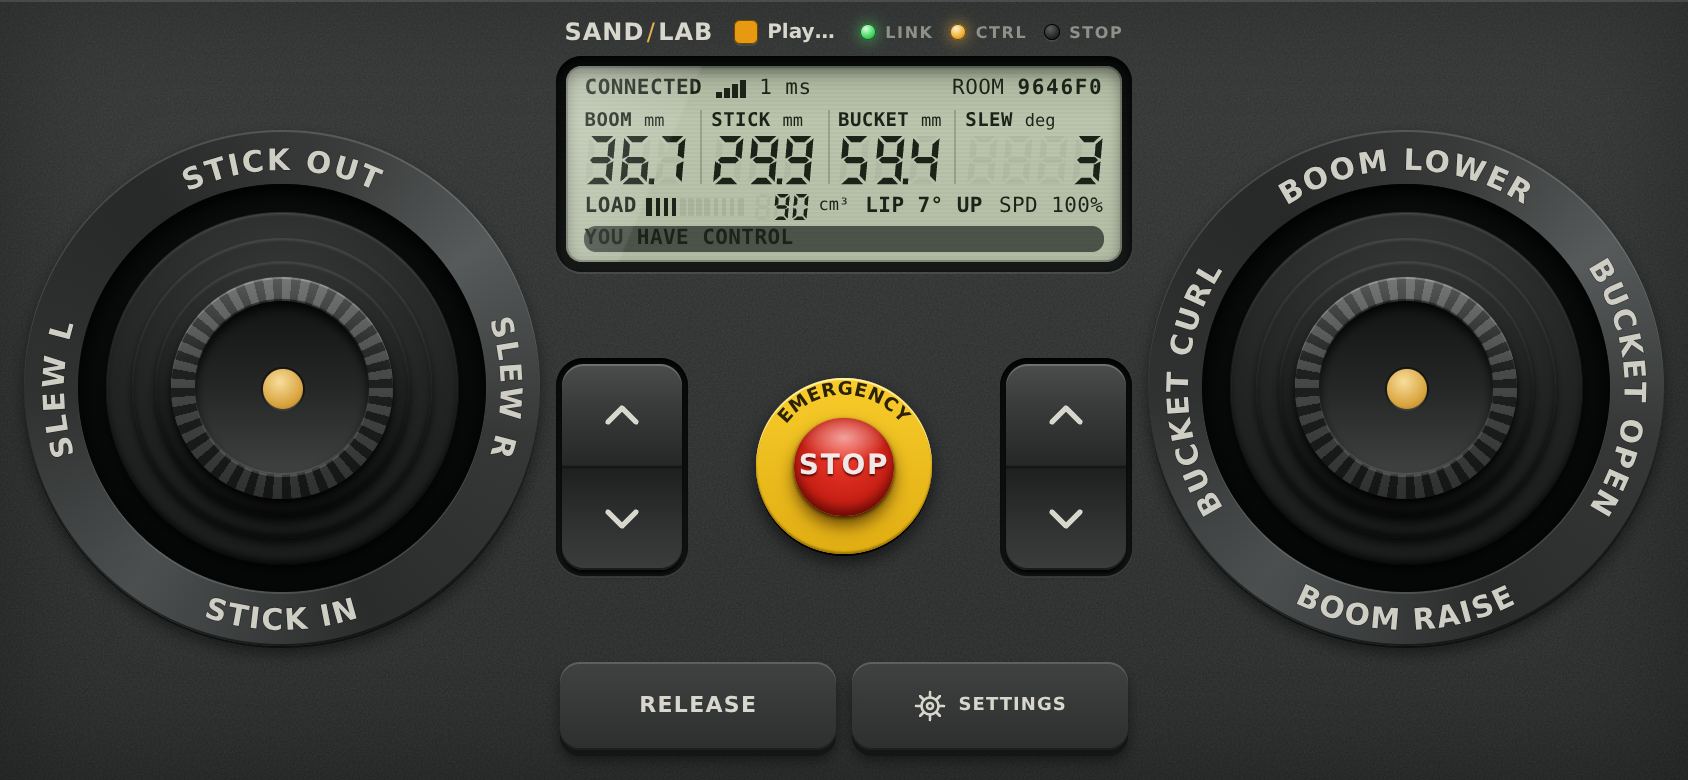 SAND/LAB Play… LINK CTRL STOP
CONNECTED 1 ms ROOM 9646F0
BOOM mm STICK mm BUCKET mm SLEW deg
36.7 29.9 59.4 3
LOAD 90 cm³ LIP 7° UP SPD 100%
YOU HAVE CONTROL
STICK OUT
SLEW L
SLEW R
STICK IN
EMERGENCY
STOP
BOOM LOWER
BUCKET CURL
BUCKET OPEN
BOOM RAISE
RELEASE
SETTINGS